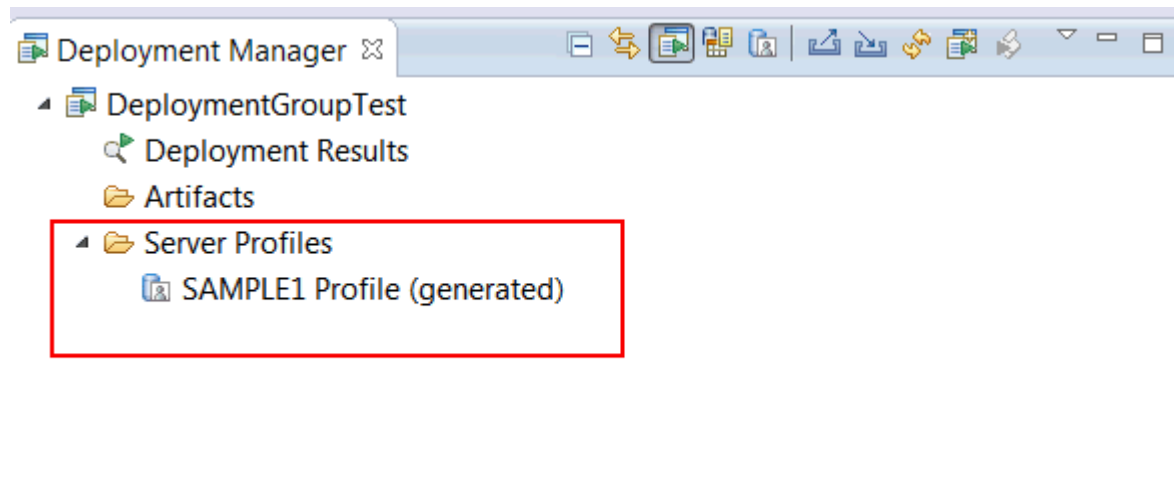 Deployment Manager
DeploymentGroupTest
Deployment Results
Artifacts
Server Profiles
SAMPLE1 Profile (generated)